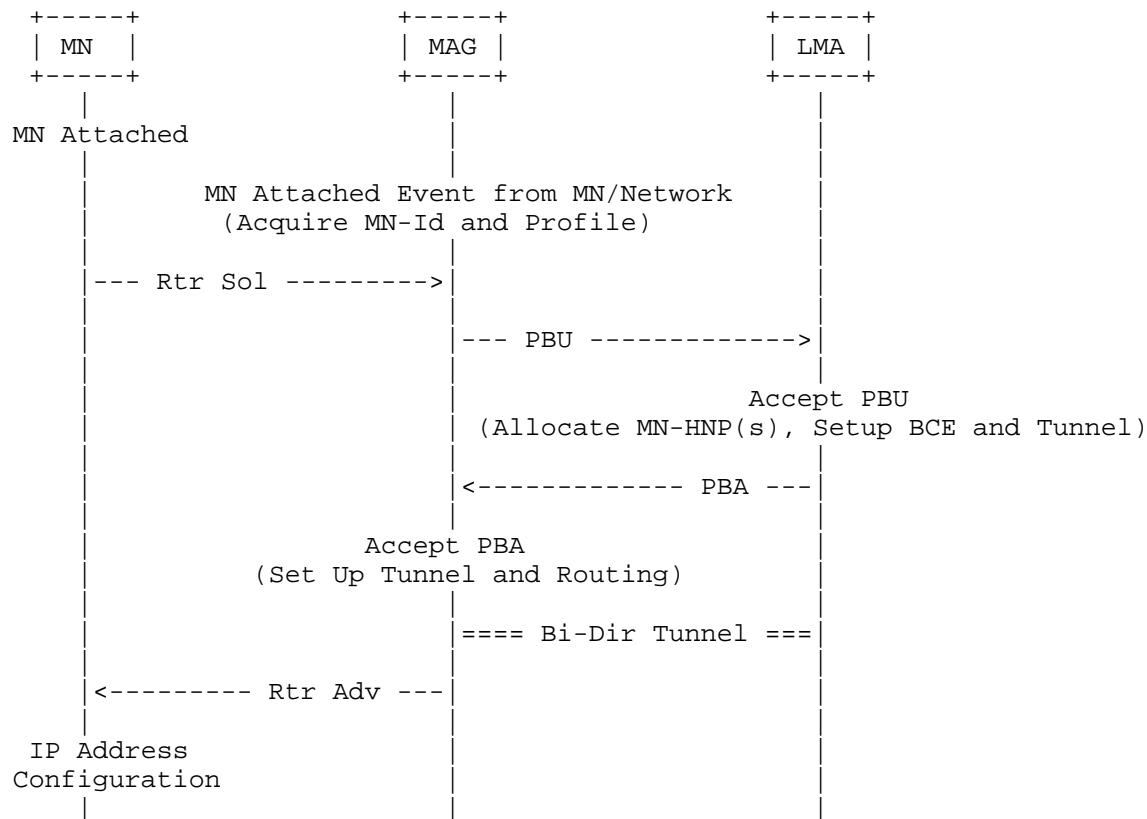 +-----+ +-----+ +-----+
| MN | | MAG | | LMA |
+-----+ +-----+ +-----+
MN Attached
MN Attached Event from MN/Network
(Acquire MN-Id and Profile)
|--- Rtr Sol --------->|
|--- PBU ------------->|
Accept PBU
(Allocate MN-HNP(s), Setup BCE and Tunnel)
|<------------- PBA ---|
Accept PBA
(Set Up Tunnel and Routing)
|==== Bi-Dir Tunnel ===|
|<--------- Rtr Adv ---|
IP Address
Configuration